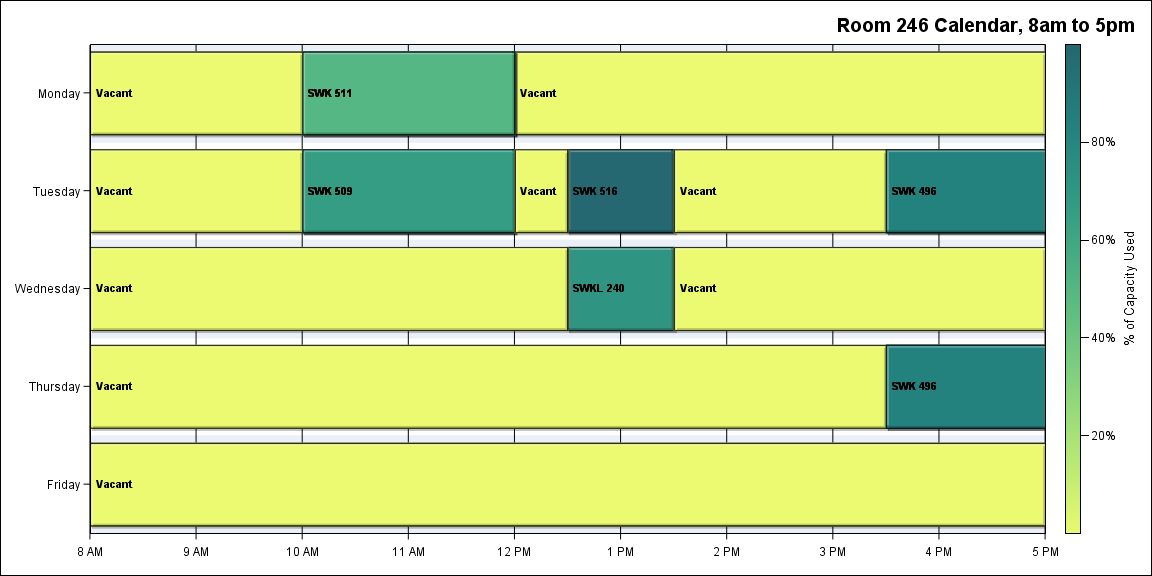 Room 246 Calendar, 8am to 5pm
Monday
Vacant
SWK 511
Vacant
Tuesday
Vacant
SWK 509
Vacant
SWK 516
Vacant
SWK 496
Wednesday
Vacant
SWKL 240
Vacant
Thursday
Vacant
SWK 496
Friday
Vacant
8 AM
9 AM
10 AM
11 AM
12 PM
1 PM
2 PM
3 PM
4 PM
5 PM
80%
60%
40%
20%
% of Capacity Used